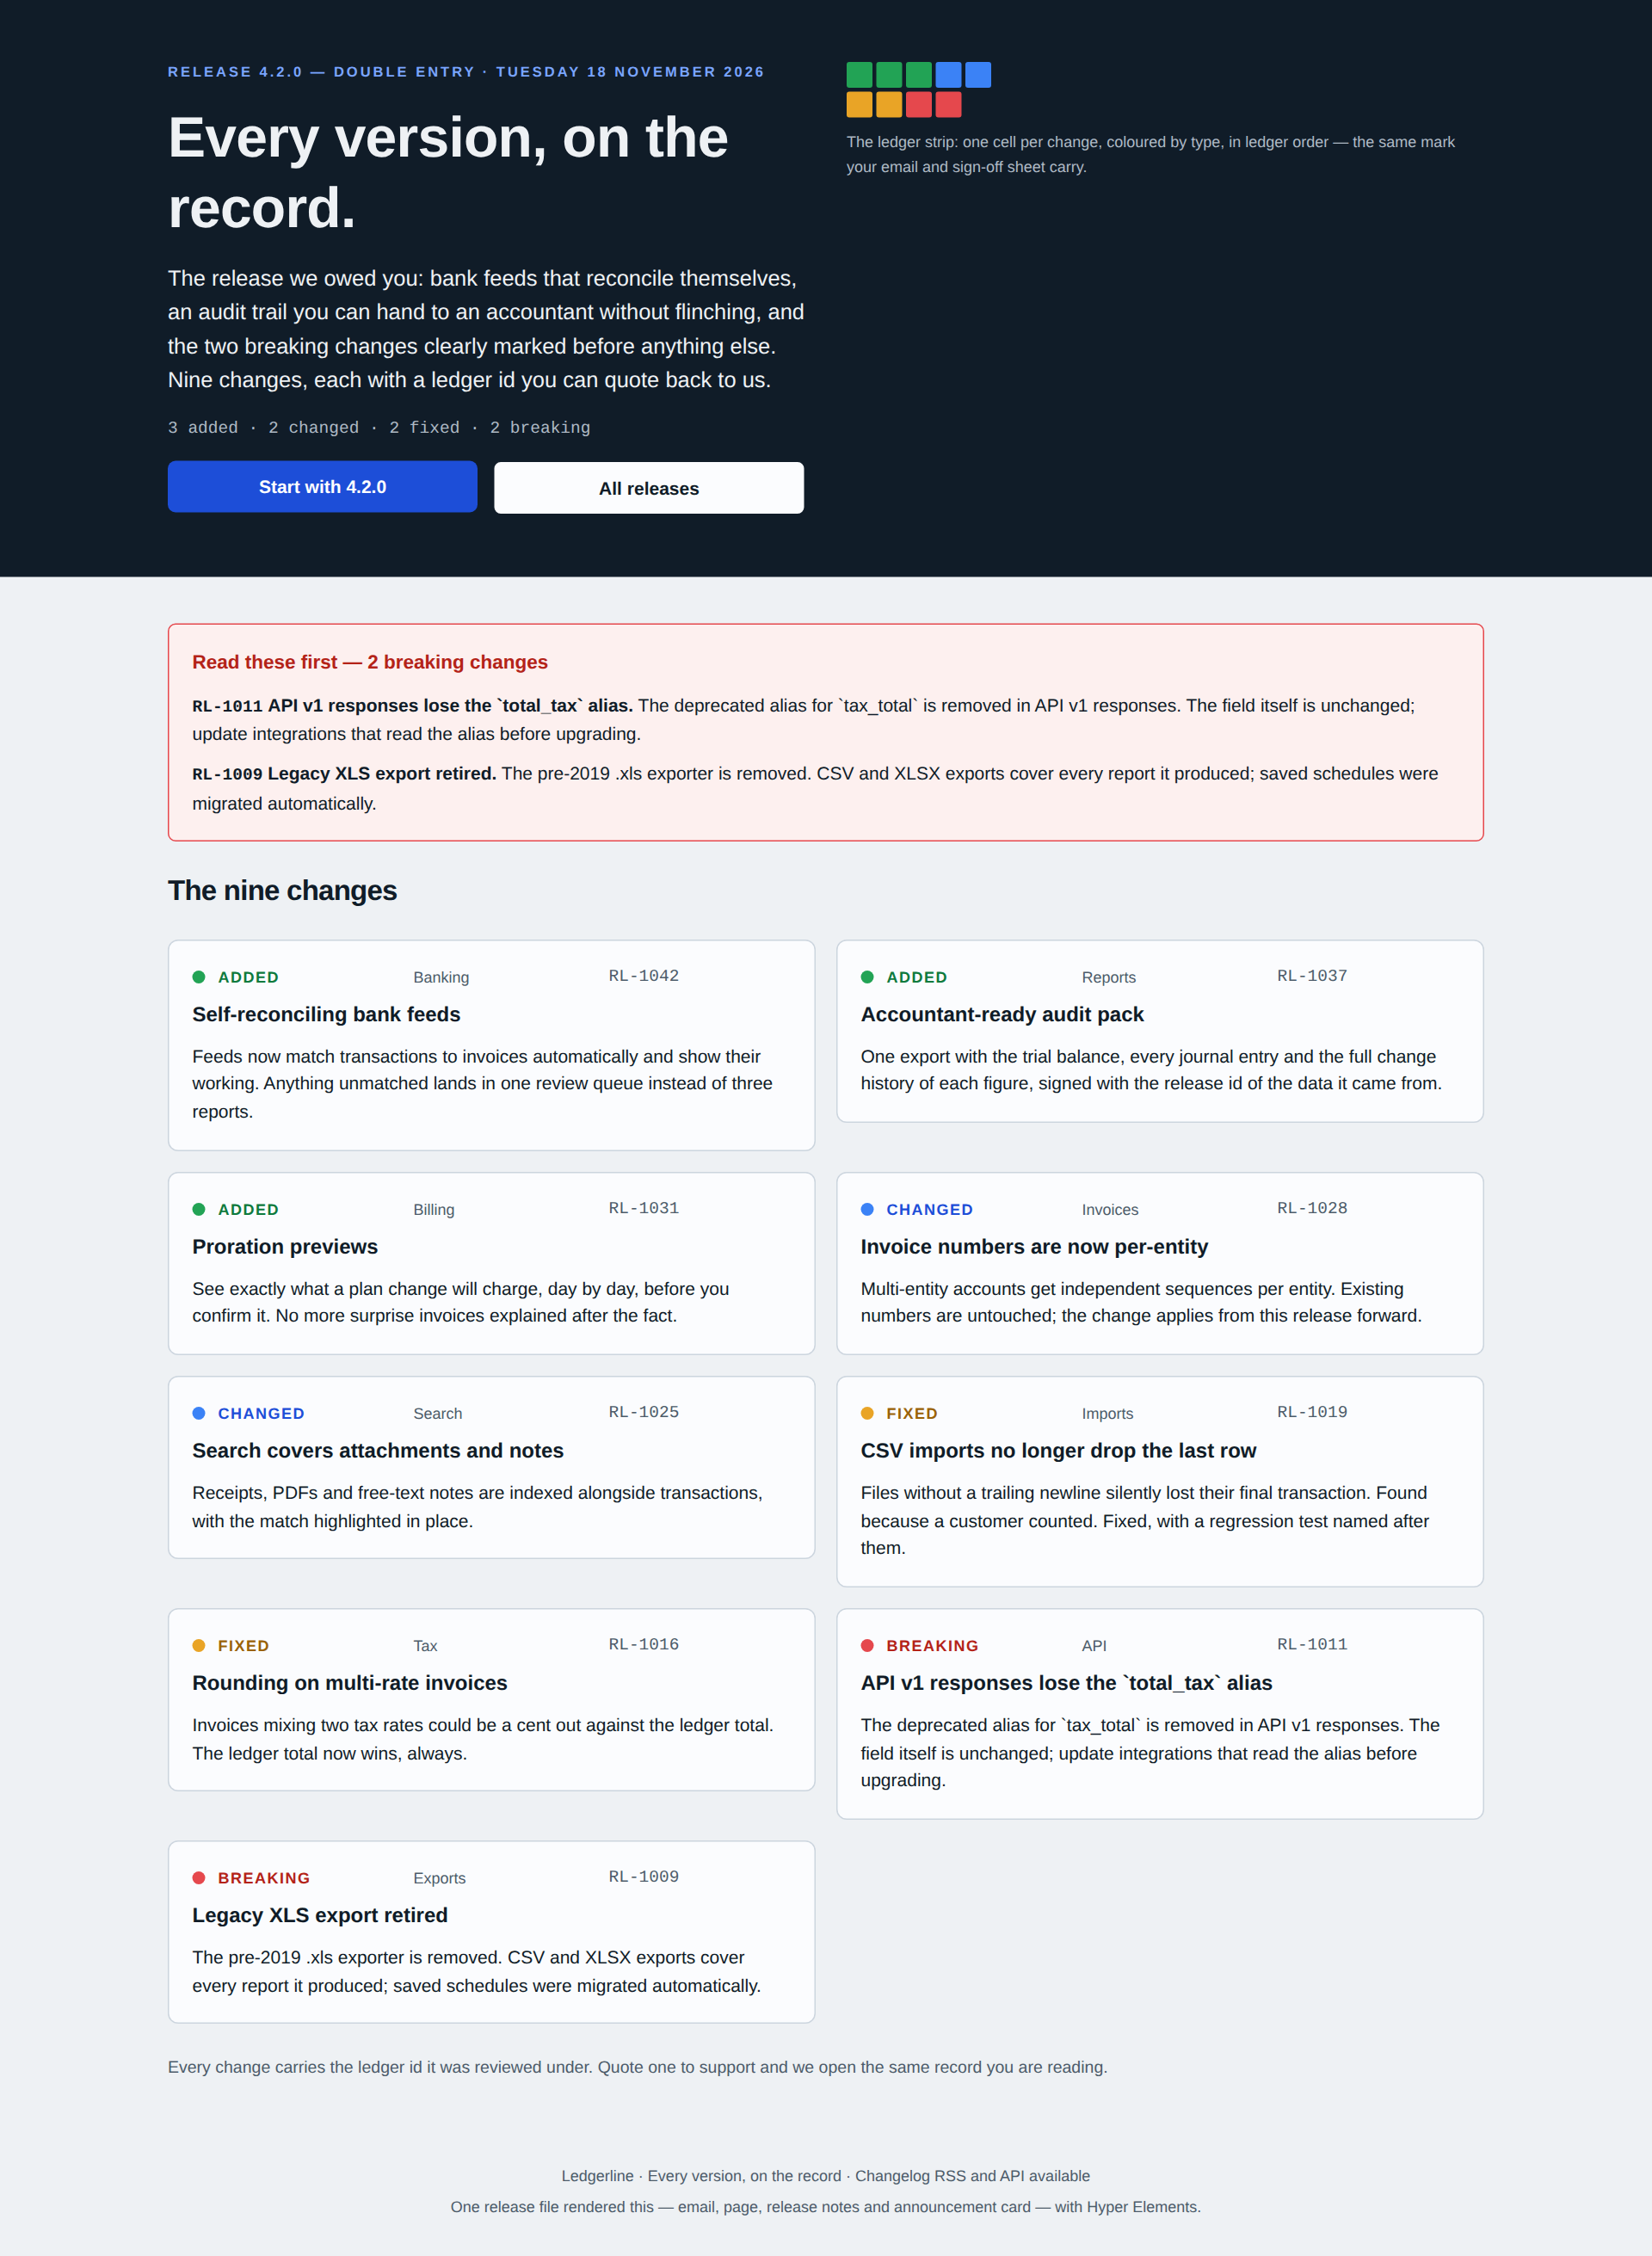 RELEASE 4.2.0 — DOUBLE ENTRY · TUESDAY 18 NOVEMBER 2026
Every version, on the
record.
The release we owed you: bank feeds that reconcile themselves,
an audit trail you can hand to an accountant without flinching, and
the two breaking changes clearly marked before anything else.
Nine changes, each with a ledger id you can quote back to us.
3 added · 2 changed · 2 fixed · 2 breaking
Start with 4.2.0
All releases
The ledger strip: one cell per change, coloured by type, in ledger order — the same mark
your email and sign-off sheet carry.
Read these first — 2 breaking changes
RL-1011 API v1 responses lose the `total_tax` alias. The deprecated alias for `tax_total` is removed in API v1 responses. The field itself is unchanged;
update integrations that read the alias before upgrading.
RL-1009 Legacy XLS export retired. The pre-2019 .xls exporter is removed. CSV and XLSX exports cover every report it produced; saved schedules were
migrated automatically.
The nine changes
ADDED Banking RL-1042
Self-reconciling bank feeds
Feeds now match transactions to invoices automatically and show their
working. Anything unmatched lands in one review queue instead of three
reports.
ADDED Reports RL-1037
Accountant-ready audit pack
One export with the trial balance, every journal entry and the full change
history of each figure, signed with the release id of the data it came from.
ADDED Billing RL-1031
Proration previews
See exactly what a plan change will charge, day by day, before you
confirm it. No more surprise invoices explained after the fact.
CHANGED Invoices RL-1028
Invoice numbers are now per-entity
Multi-entity accounts get independent sequences per entity. Existing
numbers are untouched; the change applies from this release forward.
CHANGED Search RL-1025
Search covers attachments and notes
Receipts, PDFs and free-text notes are indexed alongside transactions,
with the match highlighted in place.
FIXED Imports RL-1019
CSV imports no longer drop the last row
Files without a trailing newline silently lost their final transaction. Found
because a customer counted. Fixed, with a regression test named after
them.
FIXED Tax RL-1016
Rounding on multi-rate invoices
Invoices mixing two tax rates could be a cent out against the ledger total.
The ledger total now wins, always.
BREAKING API RL-1011
API v1 responses lose the `total_tax` alias
The deprecated alias for `tax_total` is removed in API v1 responses. The
field itself is unchanged; update integrations that read the alias before
upgrading.
BREAKING Exports RL-1009
Legacy XLS export retired
The pre-2019 .xls exporter is removed. CSV and XLSX exports cover
every report it produced; saved schedules were migrated automatically.
Every change carries the ledger id it was reviewed under. Quote one to support and we open the same record you are reading.
Ledgerline · Every version, on the record · Changelog RSS and API available
One release file rendered this — email, page, release notes and announcement card — with Hyper Elements.